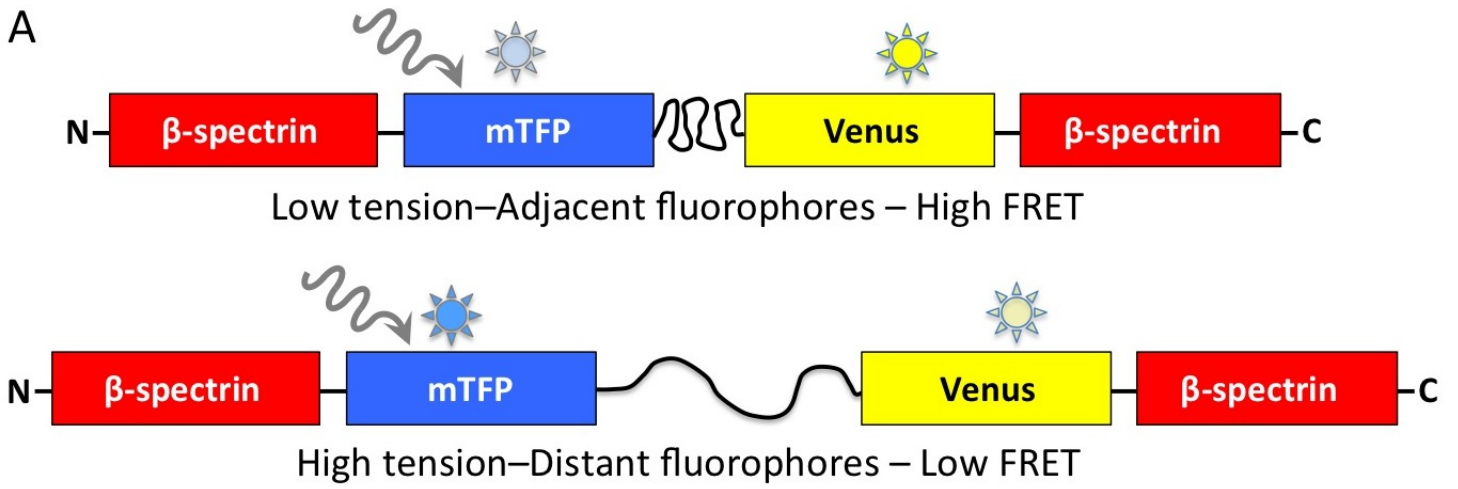 A
N β-spectrin mTFP Venus β-spectrin C
Low tension–Adjacent fluorophores – High FRET
N β-spectrin mTFP Venus β-spectrin C
High tension–Distant fluorophores – Low FRET